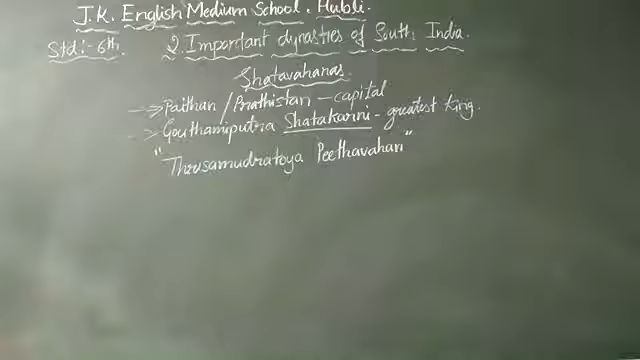 J.K. English Medium School. Hubli.
Std:- 6th. 2. Important dynasties of South India.
Shatavahanas.
→ Paithan / Prathistan - capital
→ Gouthamiputra Shatakarni - greatest King.
"Threesamudratoya Peethavahan"